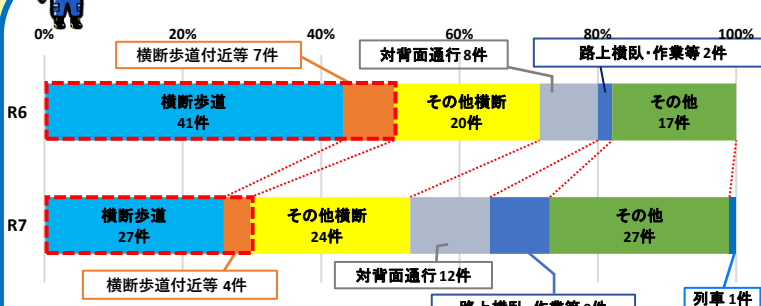 0% 20% 40% 60% 80% 100%
横断歩道付近等 7件
対背面通行 8件
路上横臥・作業等 2件
R6
横断歩道
41件
その他横断
20件
その他
17件
R7
横断歩道
27件
その他横断
24件
その他
27件
横断歩道付近等 4件
対背面通行 12件
列車 1件